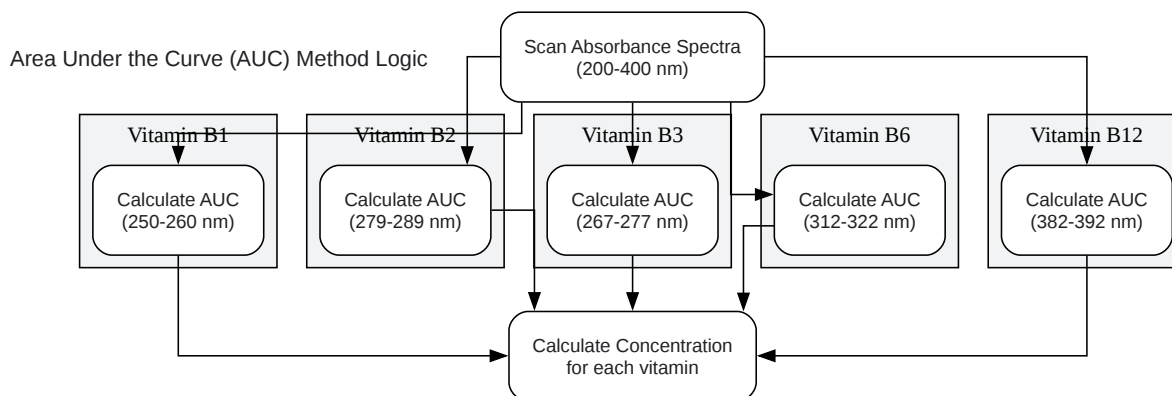 Area Under the Curve (AUC) Method Logic
Scan Absorbance Spectra
(200-400 nm)
Vitamin B1
Calculate AUC
(250-260 nm)
Vitamin B2
Calculate AUC
(279-289 nm)
Vitamin B3
Calculate AUC
(267-277 nm)
Vitamin B6
Calculate AUC
(312-322 nm)
Vitamin B12
Calculate AUC
(382-392 nm)
Calculate Concentration
for each vitamin